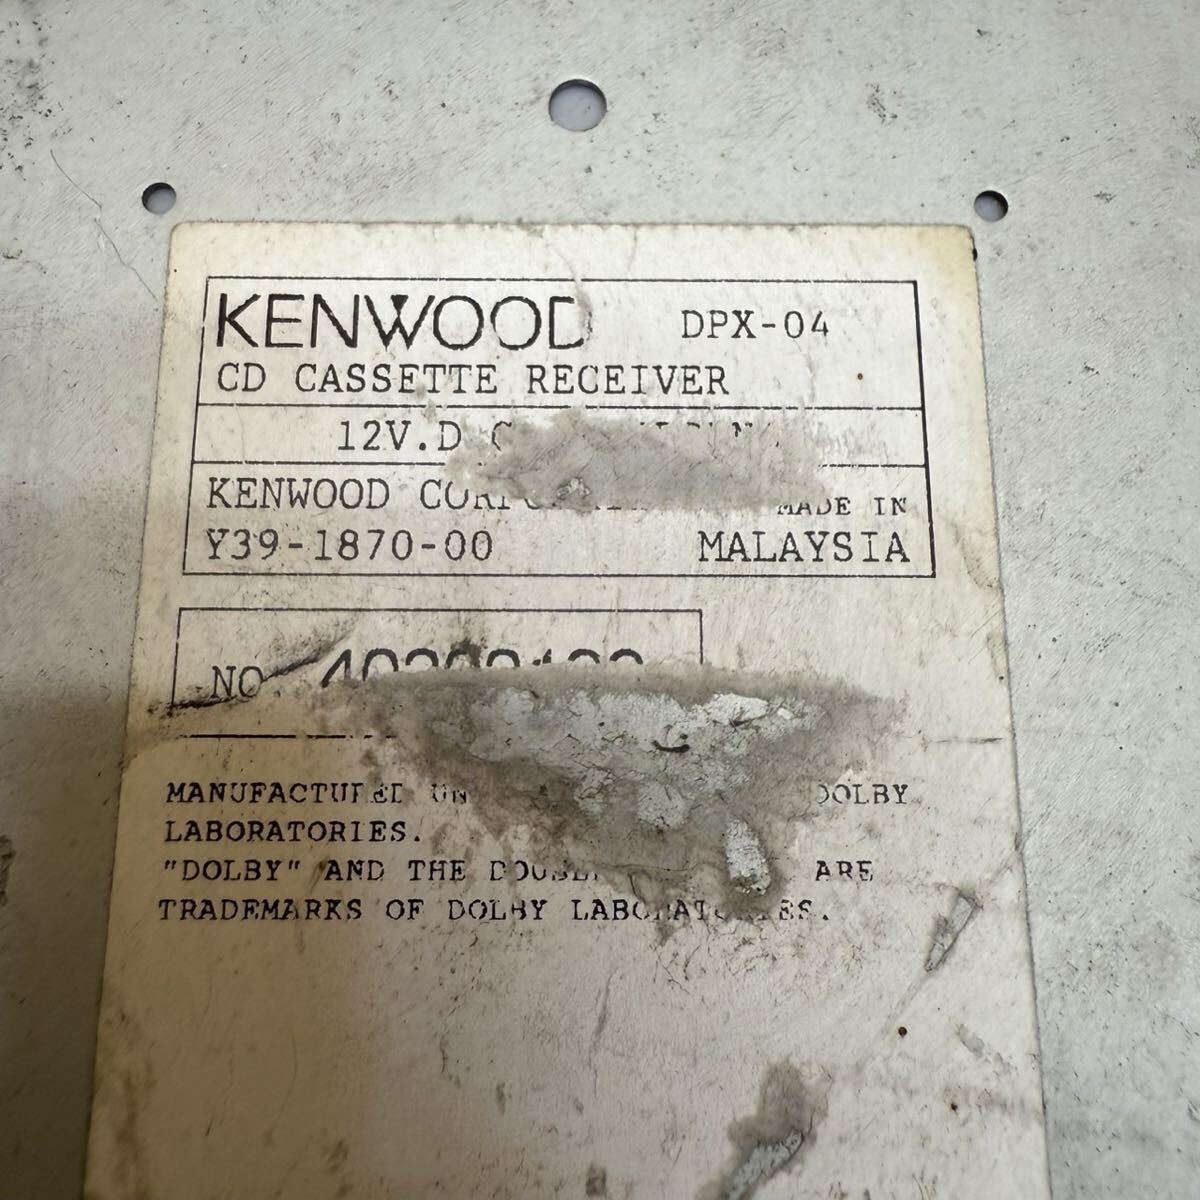 KENWOOD DPX-04
CD CASSETTE RECEIVER
12V.D
KENWOOD MADE IN
Y39-1870-00 MALAYSIA
NO.
MANUFACTURED DOLBY
LABORATORIES.
"DOLBY" AND THE ARE
TRADEMARKS OF DOLBY LABORATORIES.